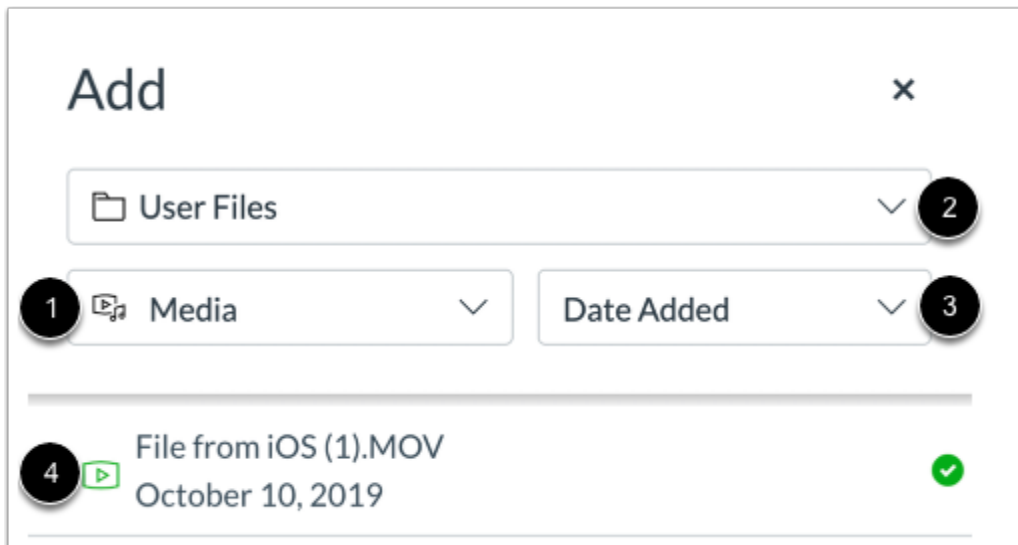 Add
User Files 2
1 Media Date Added 3
4 File from iOS (1).MOV
October 10, 2019